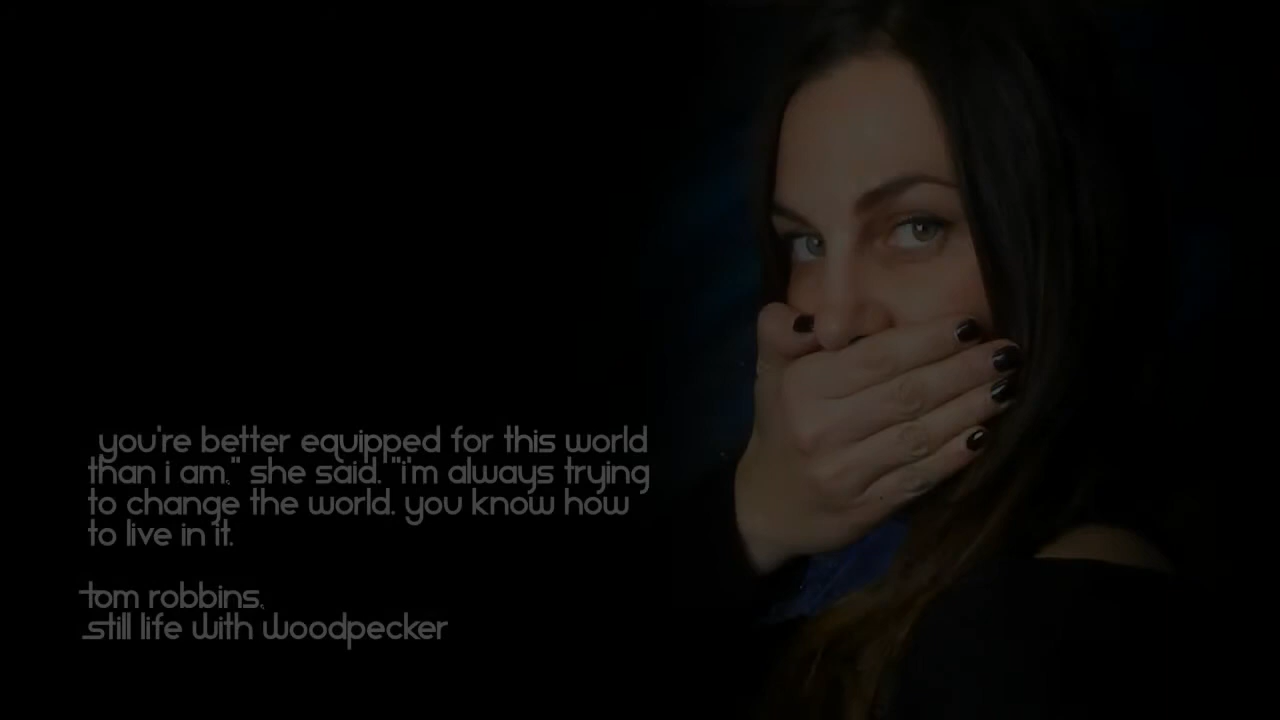 you're better equipped for this world
than i am," she said. "i'm always trying
to change the world. you know how
to live in it.
tom robbins,
still life with woodpecker